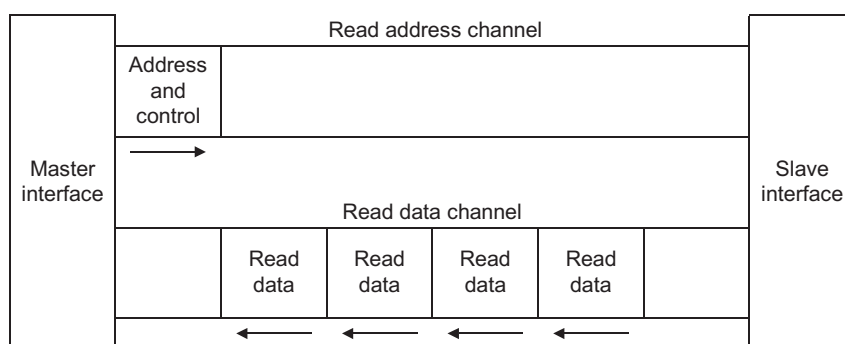 Read address channel
Address
and
control
Master
interface
Slave
interface
Read data channel
Read
data
Read
data
Read
data
Read
data